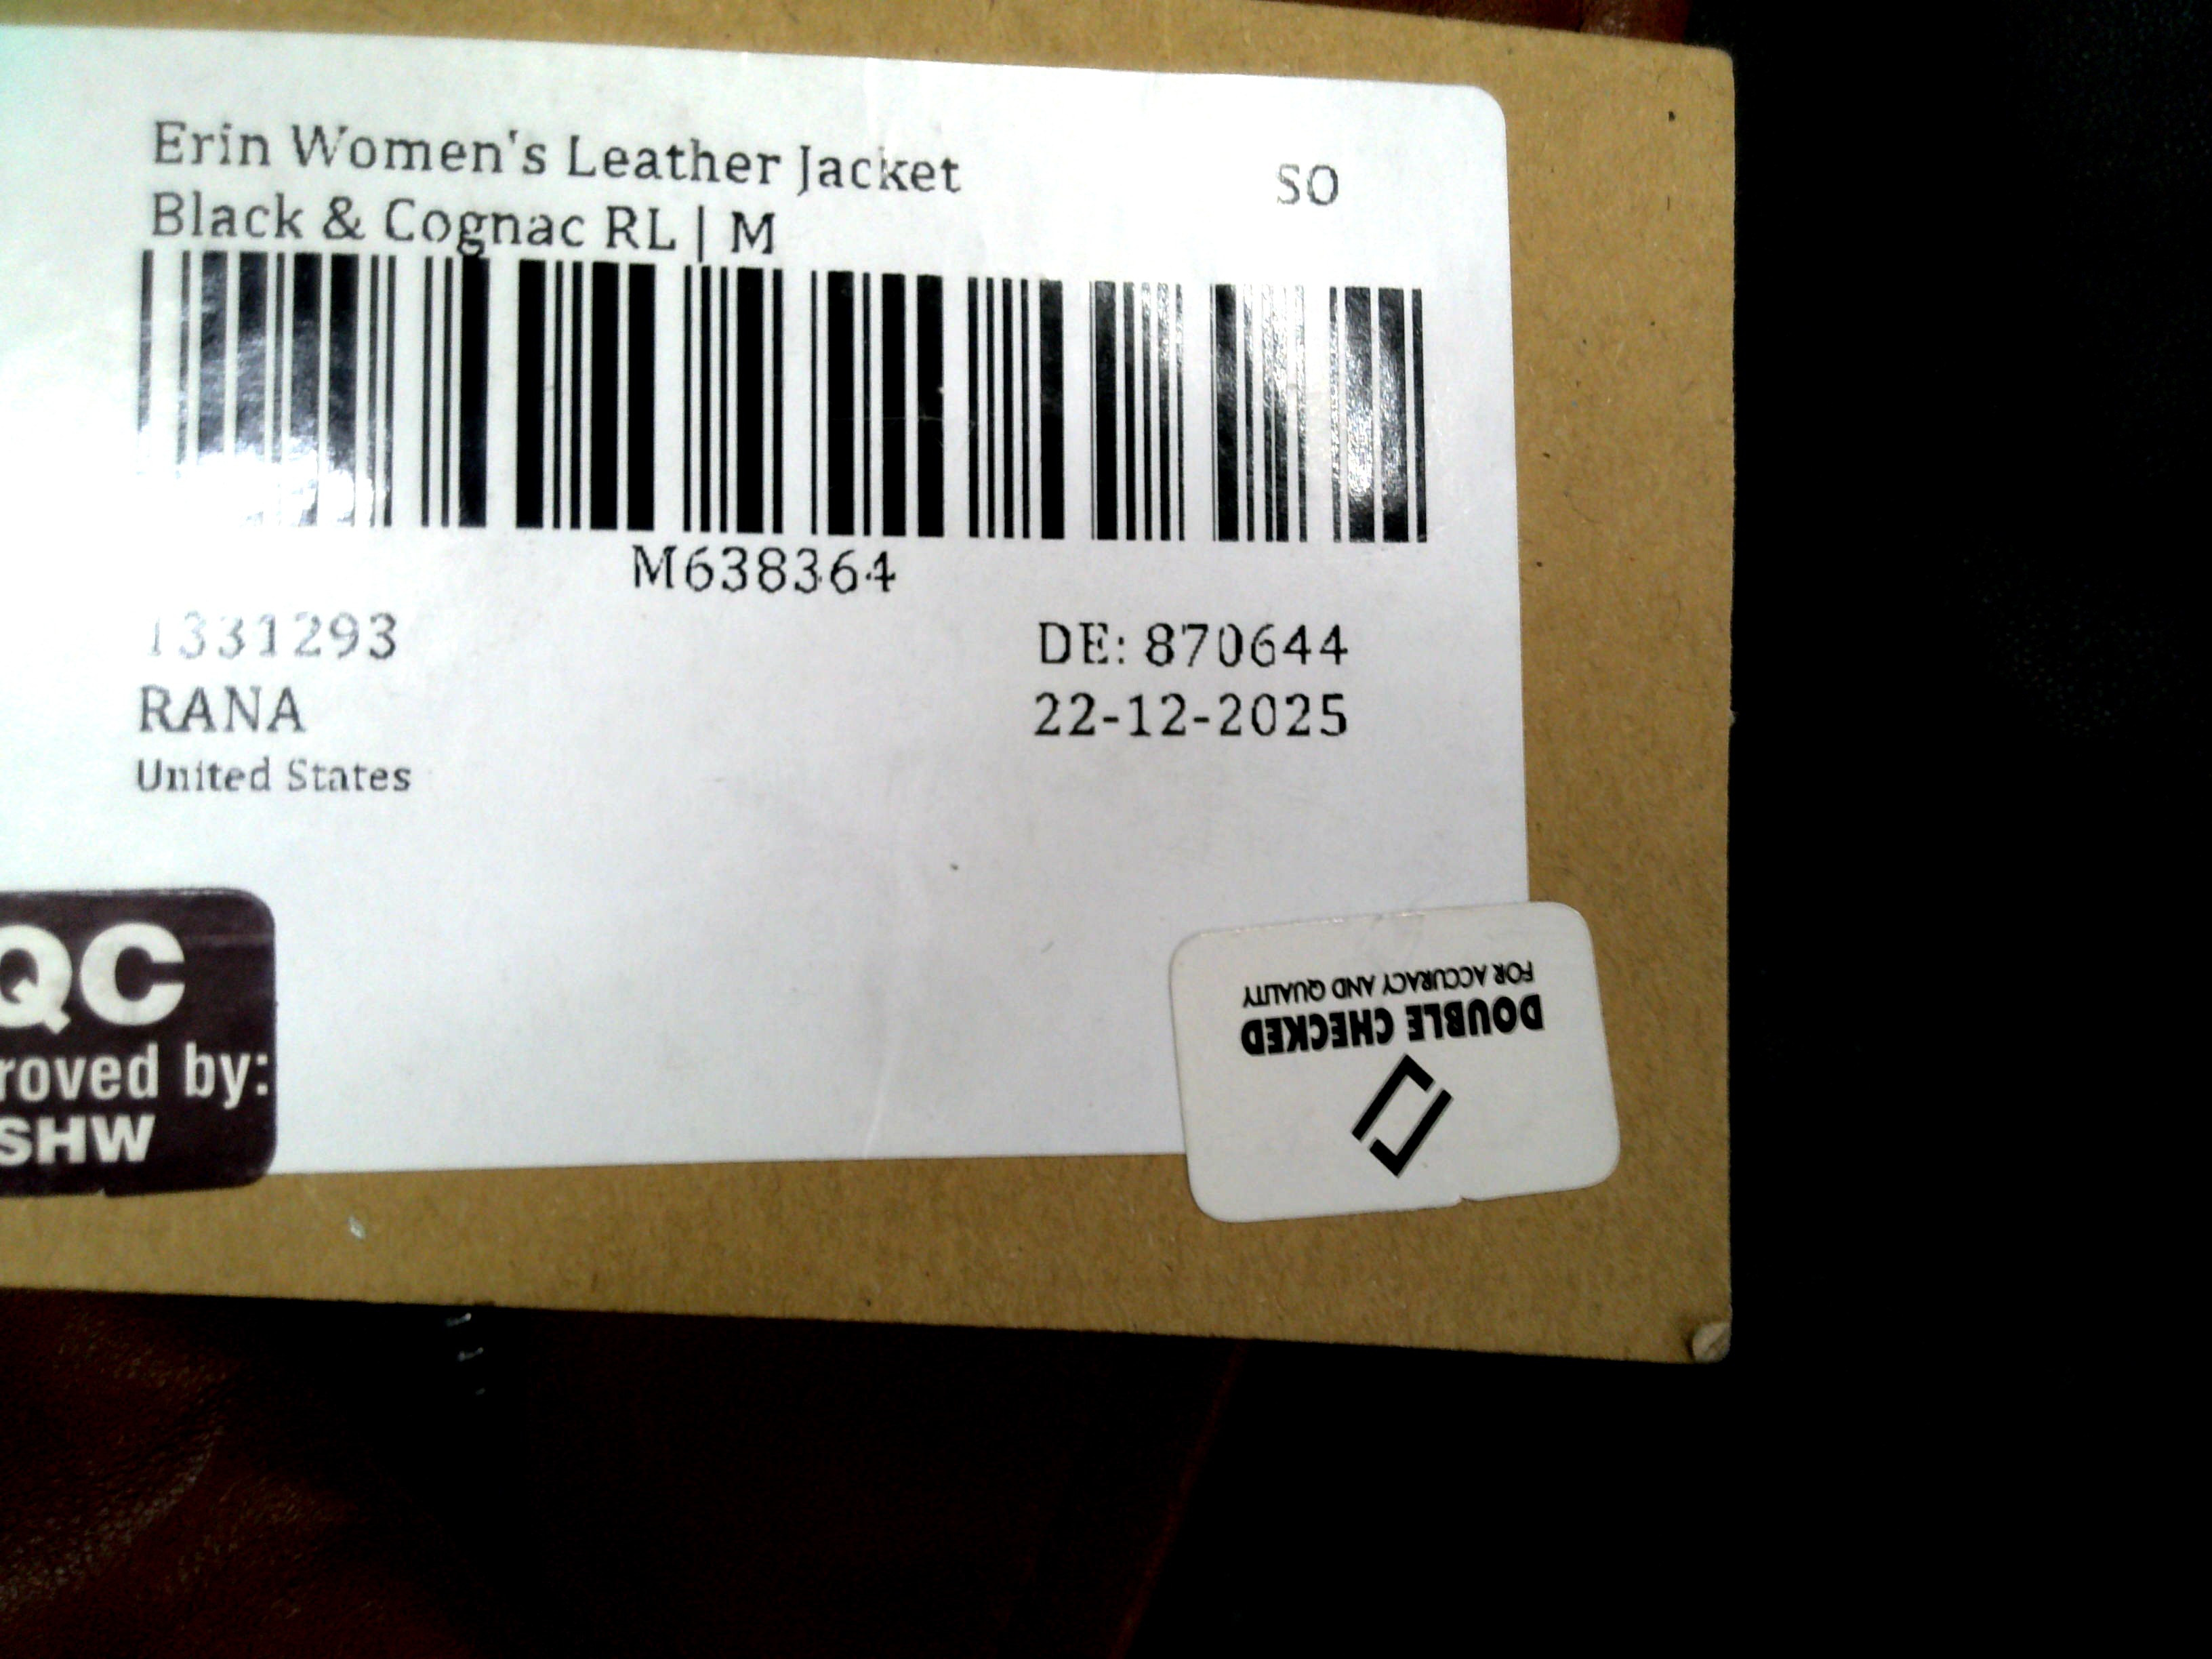 Erin Women's Leather Jacket
SO
Black & Cognac RL | M
M638364
1331293
DE: 870644
RANA
22-12-2025
United States
QC
roved by:
SHW
DOUBLE CHECKED
FOR ACCURACY AND QUALITY